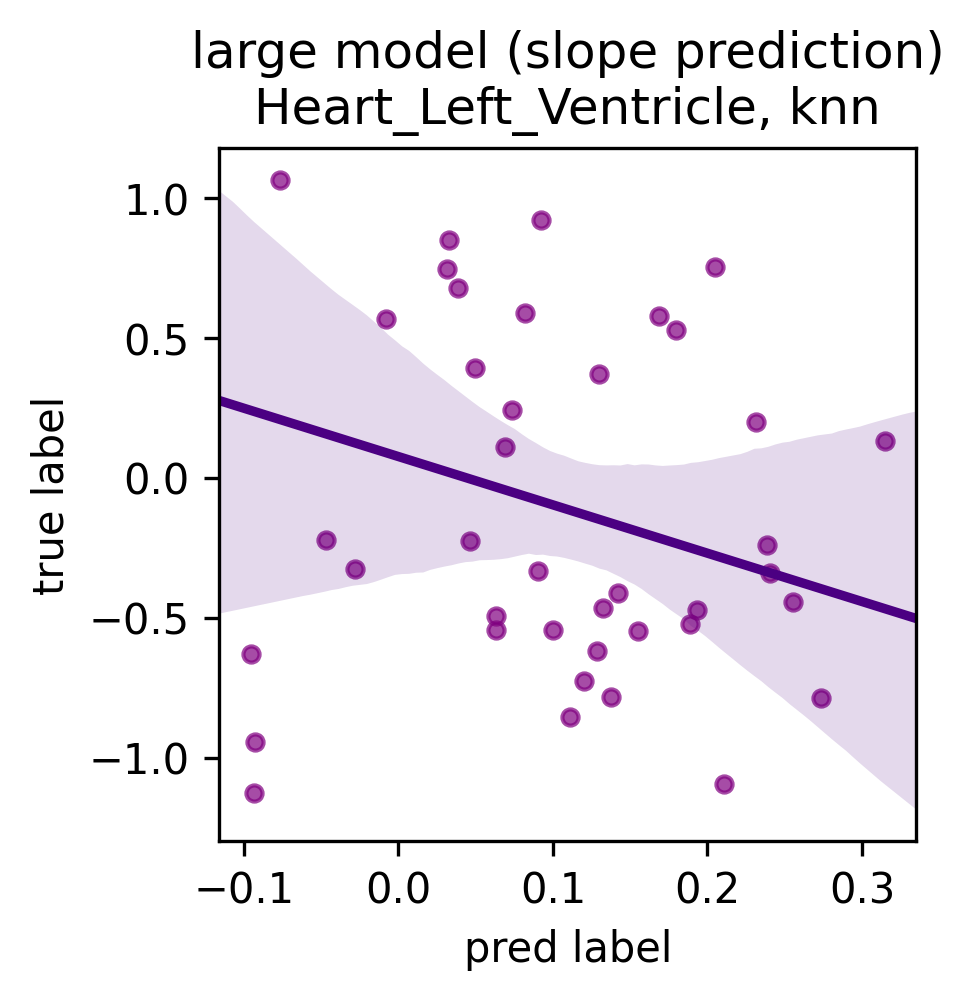 large model (slope prediction)
Heart_Left_Ventricle, knn
1.0
0.5
0.0
−0.5
−1.0
true label
−0.1 0.0 0.1 0.2 0.3
pred label